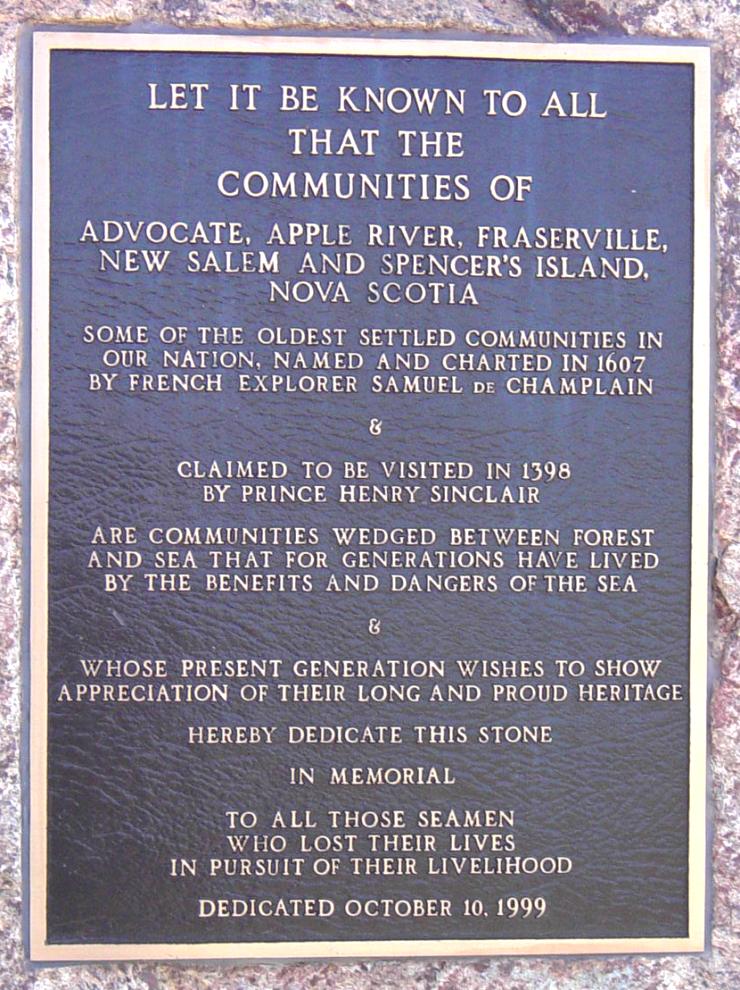 LET IT BE KNOWN TO ALL
THAT THE
COMMUNITIES OF
ADVOCATE, APPLE RIVER, FRASERVILLE,
NEW SALEM AND SPENCER'S ISLAND,
NOVA SCOTIA
SOME OF THE OLDEST SETTLED COMMUNITIES IN
OUR NATION, NAMED AND CHARTED IN 1607
BY FRENCH EXPLORER SAMUEL DE CHAMPLAIN
&
CLAIMED TO BE VISITED IN 1398
BY PRINCE HENRY SINCLAIR
ARE COMMUNITIES WEDGED BETWEEN FOREST
AND SEA THAT FOR GENERATIONS HAVE LIVED
BY THE BENEFITS AND DANGERS OF THE SEA
&
WHOSE PRESENT GENERATION WISHES TO SHOW
APPRECIATION OF THEIR LONG AND PROUD HERITAGE
HEREBY DEDICATE THIS STONE
IN MEMORIAL
TO ALL THOSE SEAMEN
WHO LOST THEIR LIVES
IN PURSUIT OF THEIR LIVELIHOOD
DEDICATED OCTOBER 10, 1999